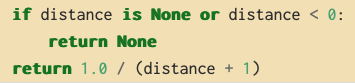 if distance is None or distance < 0:
    return None
return 1.0 / (distance + 1)